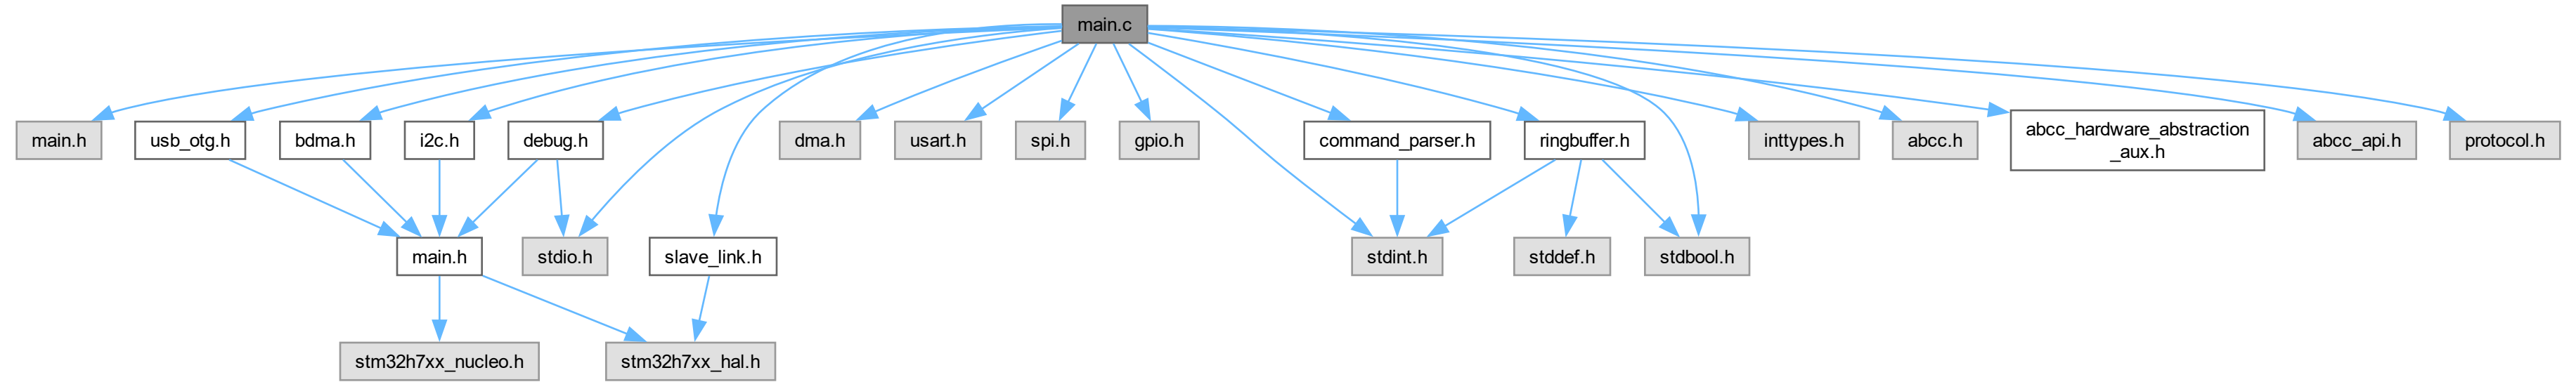 main.c
main.h
usb_otg.h
bdma.h
i2c.h
debug.h
dma.h
usart.h
spi.h
gpio.h
command_parser.h
ringbuffer.h
inttypes.h
abcc.h
abcc_hardware_abstraction
_aux.h
abcc_api.h
protocol.h
main.h
stdio.h
slave_link.h
stdint.h
stddef.h
stdbool.h
stm32h7xx_nucleo.h
stm32h7xx_hal.h